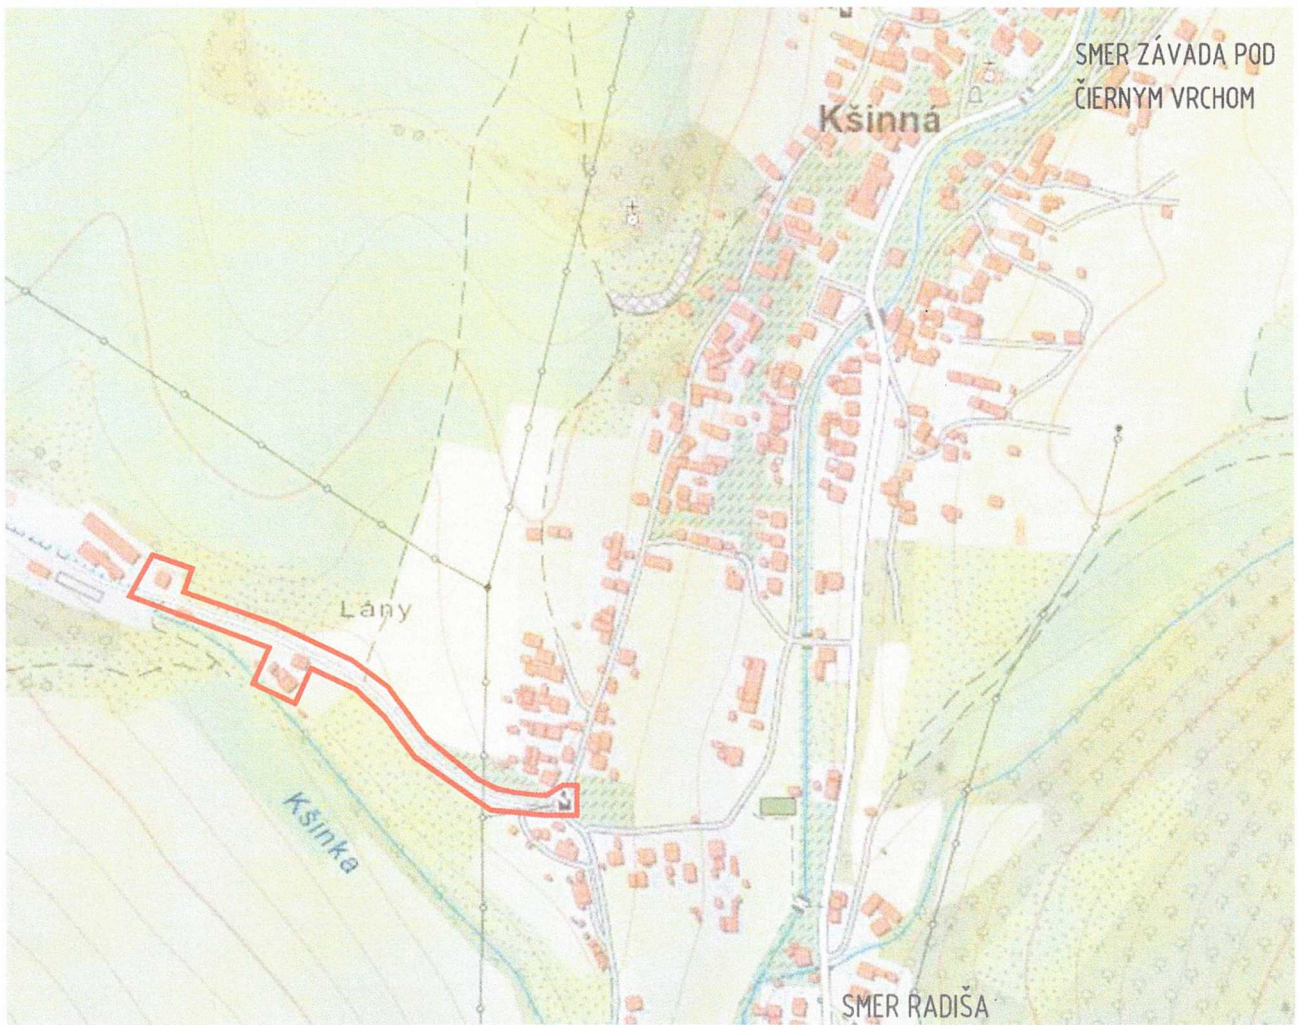 SMER ZÁVADA POD
ČIERNYM VRCHOM
Kšinná
Lány
Kšinka
SMER RADIŠA